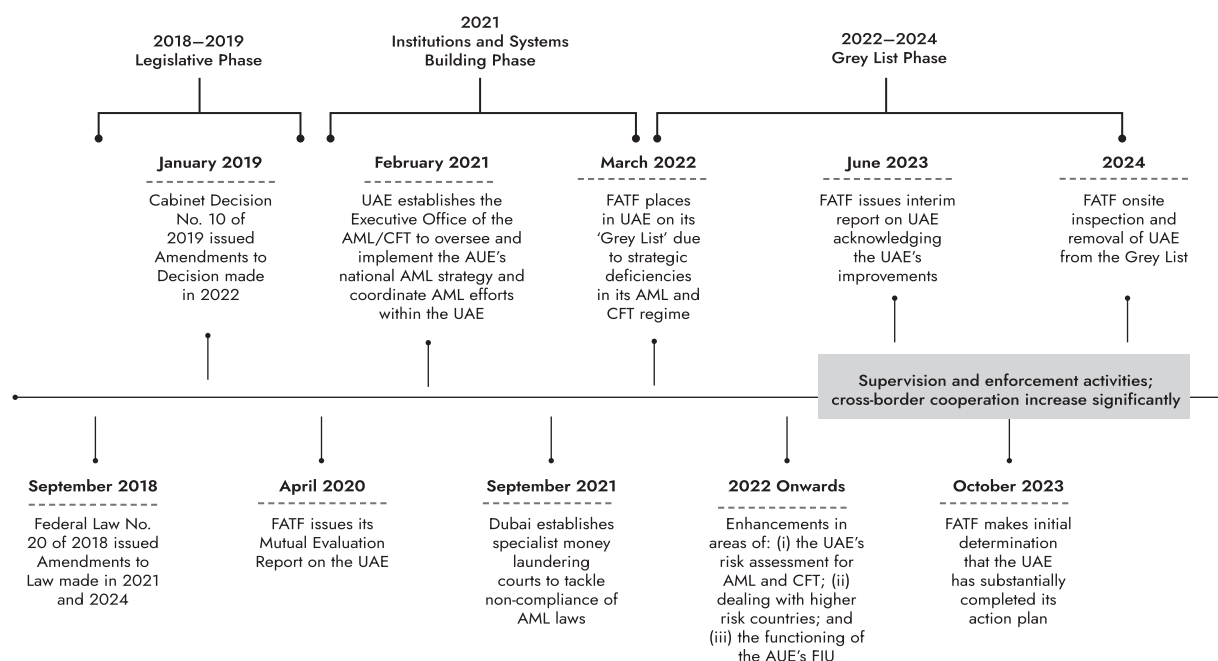 2018–2019
Legislative Phase
2021
Institutions and Systems
Building Phase
2022–2024
Grey List Phase
January 2019
Cabinet Decision
No. 10 of
2019 issued
Amendments to
Decision made
in 2022
February 2021
UAE establishes the
Executive Office of the
AML/CFT to oversee and
implement the AUE’s
national AML strategy and
coordinate AML efforts
within the UAE
March 2022
FATF places
in UAE on its
‘Grey List’ due
to strategic
deficiencies
in its AML and
CFT regime
June 2023
FATF issues interim
report on UAE
acknowledging
the UAE’s
improvements
2024
FATF onsite
inspection and
removal of UAE
from the Grey List
Supervision and enforcement activities;
cross-border cooperation increase significantly
September 2018
Federal Law No.
20 of 2018 issued
Amendments to
Law made in 2021
and 2024
April 2020
FATF issues its
Mutual Evaluation
Report on the UAE
September 2021
Dubai establishes
specialist money
laundering
courts to tackle
non-compliance of
AML laws
2022 Onwards
Enhancements in
areas of: (i) the UAE’s
risk assessment for
AML and CFT; (ii)
dealing with higher
risk countries; and
(iii) the functioning of
the AUE’s FIU
October 2023
FATF makes initial
determination
that the UAE
has substantially
completed its
action plan